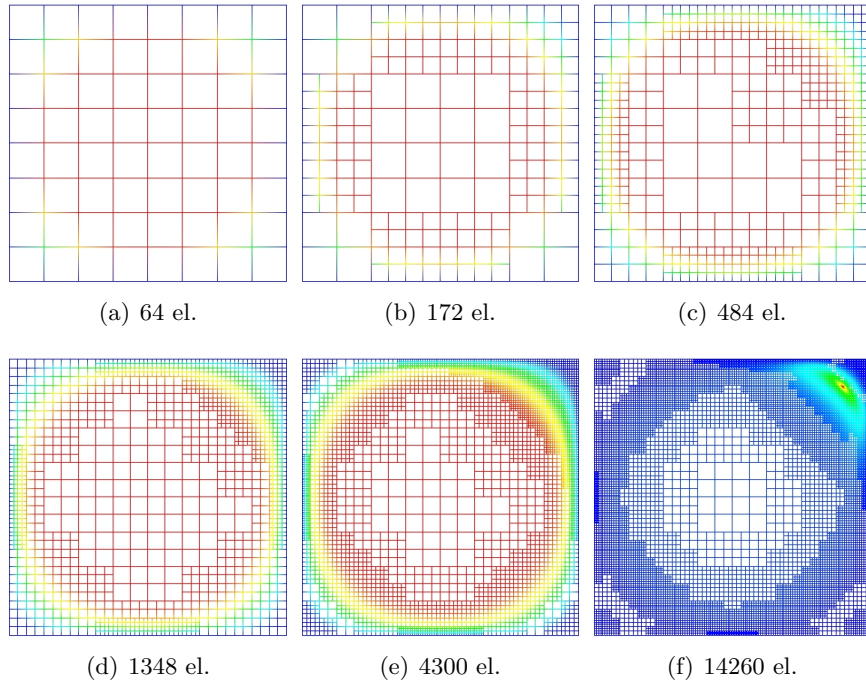 (a) 64 el.
(b) 172 el.
(c) 484 el.
(d) 1348 el.
(e) 4300 el.
(f) 14260 el.